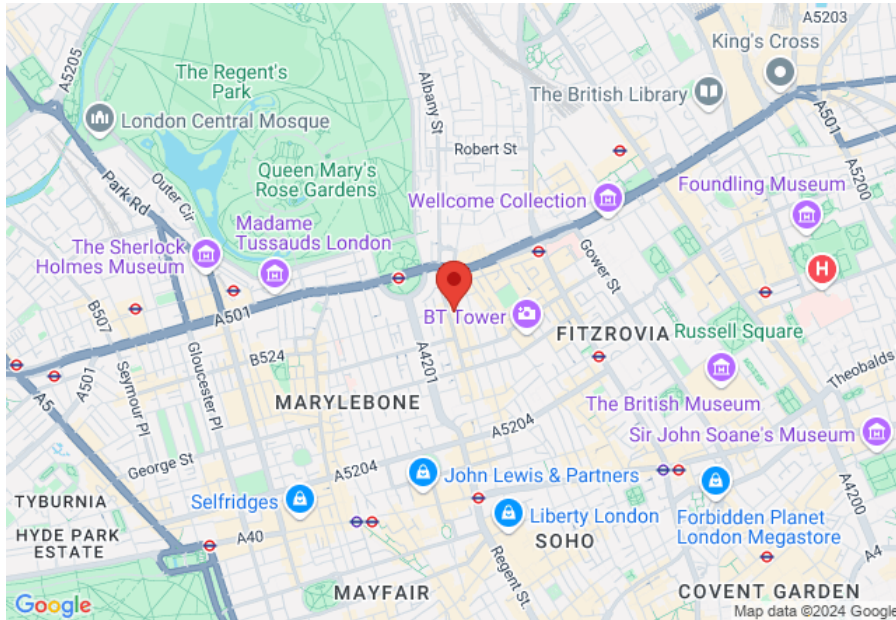 A5203
King's Cross
A5205
The Regent's
Park
Albany St
The British Library
A501
London Central Mosque
Robert St
A5200
Park Rd
Outer Cir
Queen Mary's
Rose Gardens
Wellcome Collection
Foundling Museum
Madame
Tussauds London
The Sherlock
Holmes Museum
Gower St
H
B507
A501
BT Tower
FITZROVIA
Russell Square
B524
A4201
Theobalds
A501
Seymour Pl
Gloucester Pl
A5
MARYLEBONE
The British Museum
A5204
Sir John Soane's Museum
George St
A5204
John Lewis & Partners
A4200
TYBURNIA
Selfridges
Liberty London
Forbidden Planet
London Megastore
HYDE PARK
ESTATE
A40
SOHO
Regent St.
A4
MAYFAIR
COVENT GARDEN
Google
Map data ©2024 Google